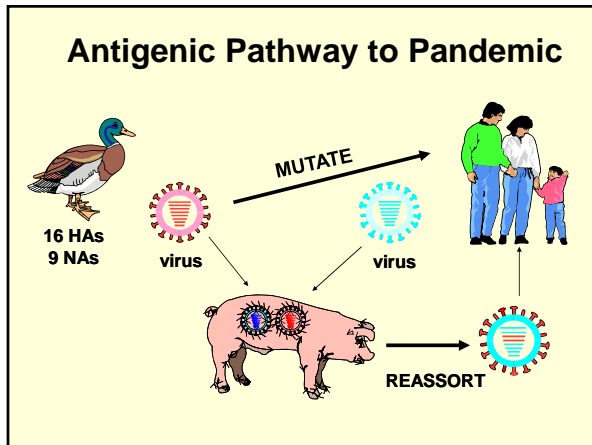 Antigenic Pathway to Pandemic
MUTATE
16 HAs
9 NAs
virus
virus
REASSORT